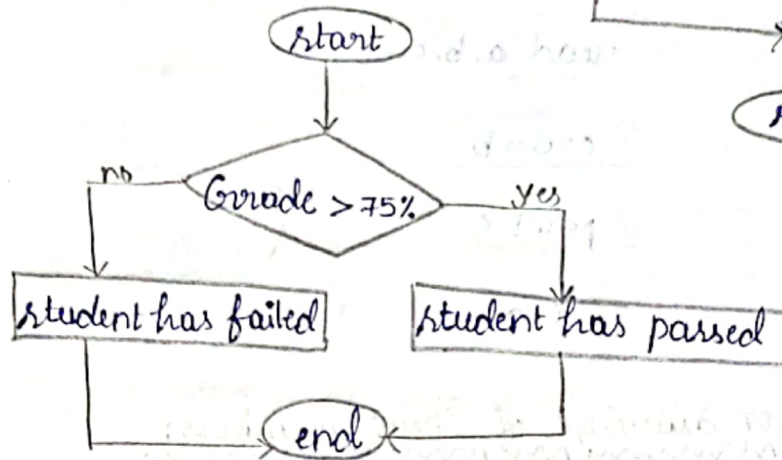 start
no
Grade > 75%
yes
student has failed
student has passed
end